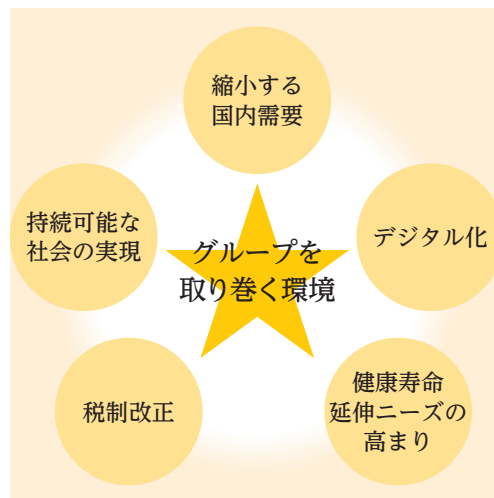 縮小する
国内需要
持続可能な
社会の実現
グループを
取り巻く環境
デジタル化
税制改正
健康寿命
延伸ニーズの
高まり